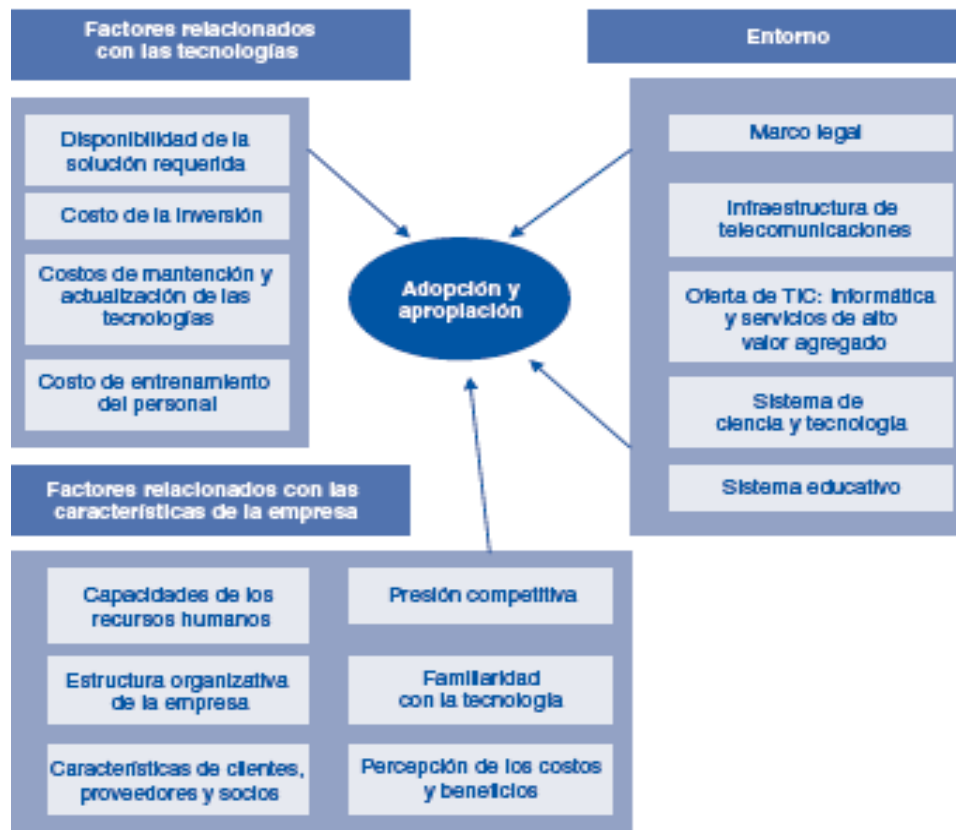 Factores relacionados
con las tecnologías
Disponibilidad de la
solución requerida
Costo de la inversión
Costos de mantención y
actualización de las
tecnologías
Costo de entrenamiento
del personal
Entorno
Marco legal
Infraestructura de
telecomunicaciones
Oferta de TIC: informática
y servicios de alto
valor agregado
Sistema de
ciencia y tecnología
Sistema educativo
Adopción y
apropiación
Factores relacionados con las
características de la empresa
Capacidades de los
recursos humanos
Estructura organizativa
de la empresa
Características de clientes,
proveedores y socios
Presión competitiva
Familiaridad
con la tecnología
Percepción de los costos
y beneficios